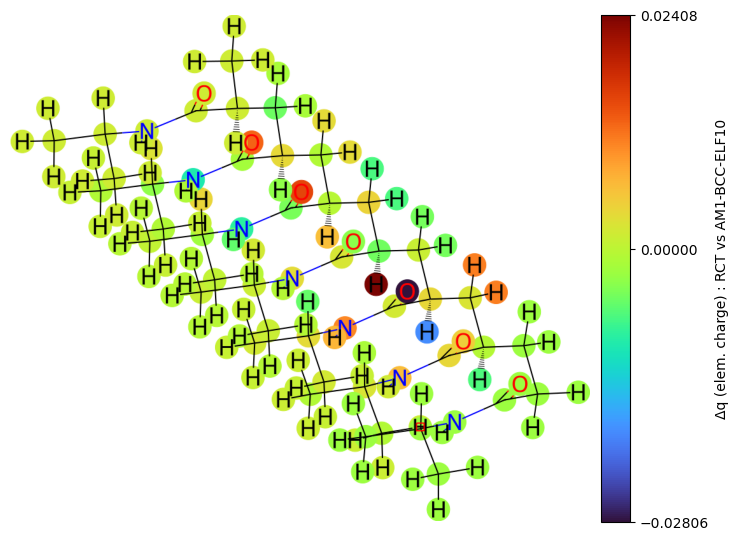 0.02408
H
H H
H
H O
H H
N H
H H O H
H
H H
H H N O H
H H H H
H H H
H H N H O H
H H
H H H
H H N O H
H H H H O H H
H H H H
H H H N H O H
H H H
H H N H O H
H H H
H H H N H
H H H H
H
0.00000
−0.02806
Δq (elem. charge) : RCT vs AM1-BCC-ELF10